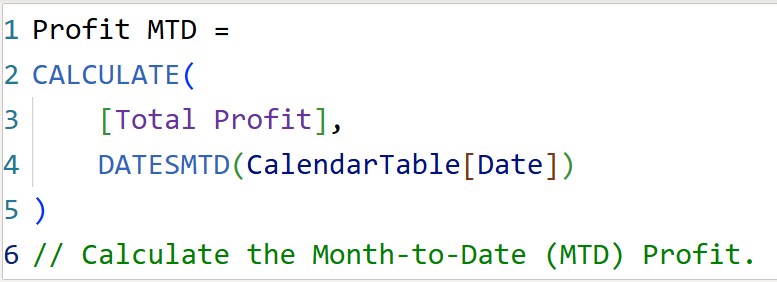 1 Profit MTD =
2 CALCULATE(
3     [Total Profit],
4     DATESMTD(CalendarTable[Date])
5 )
6 // Calculate the Month-to-Date (MTD) Profit.